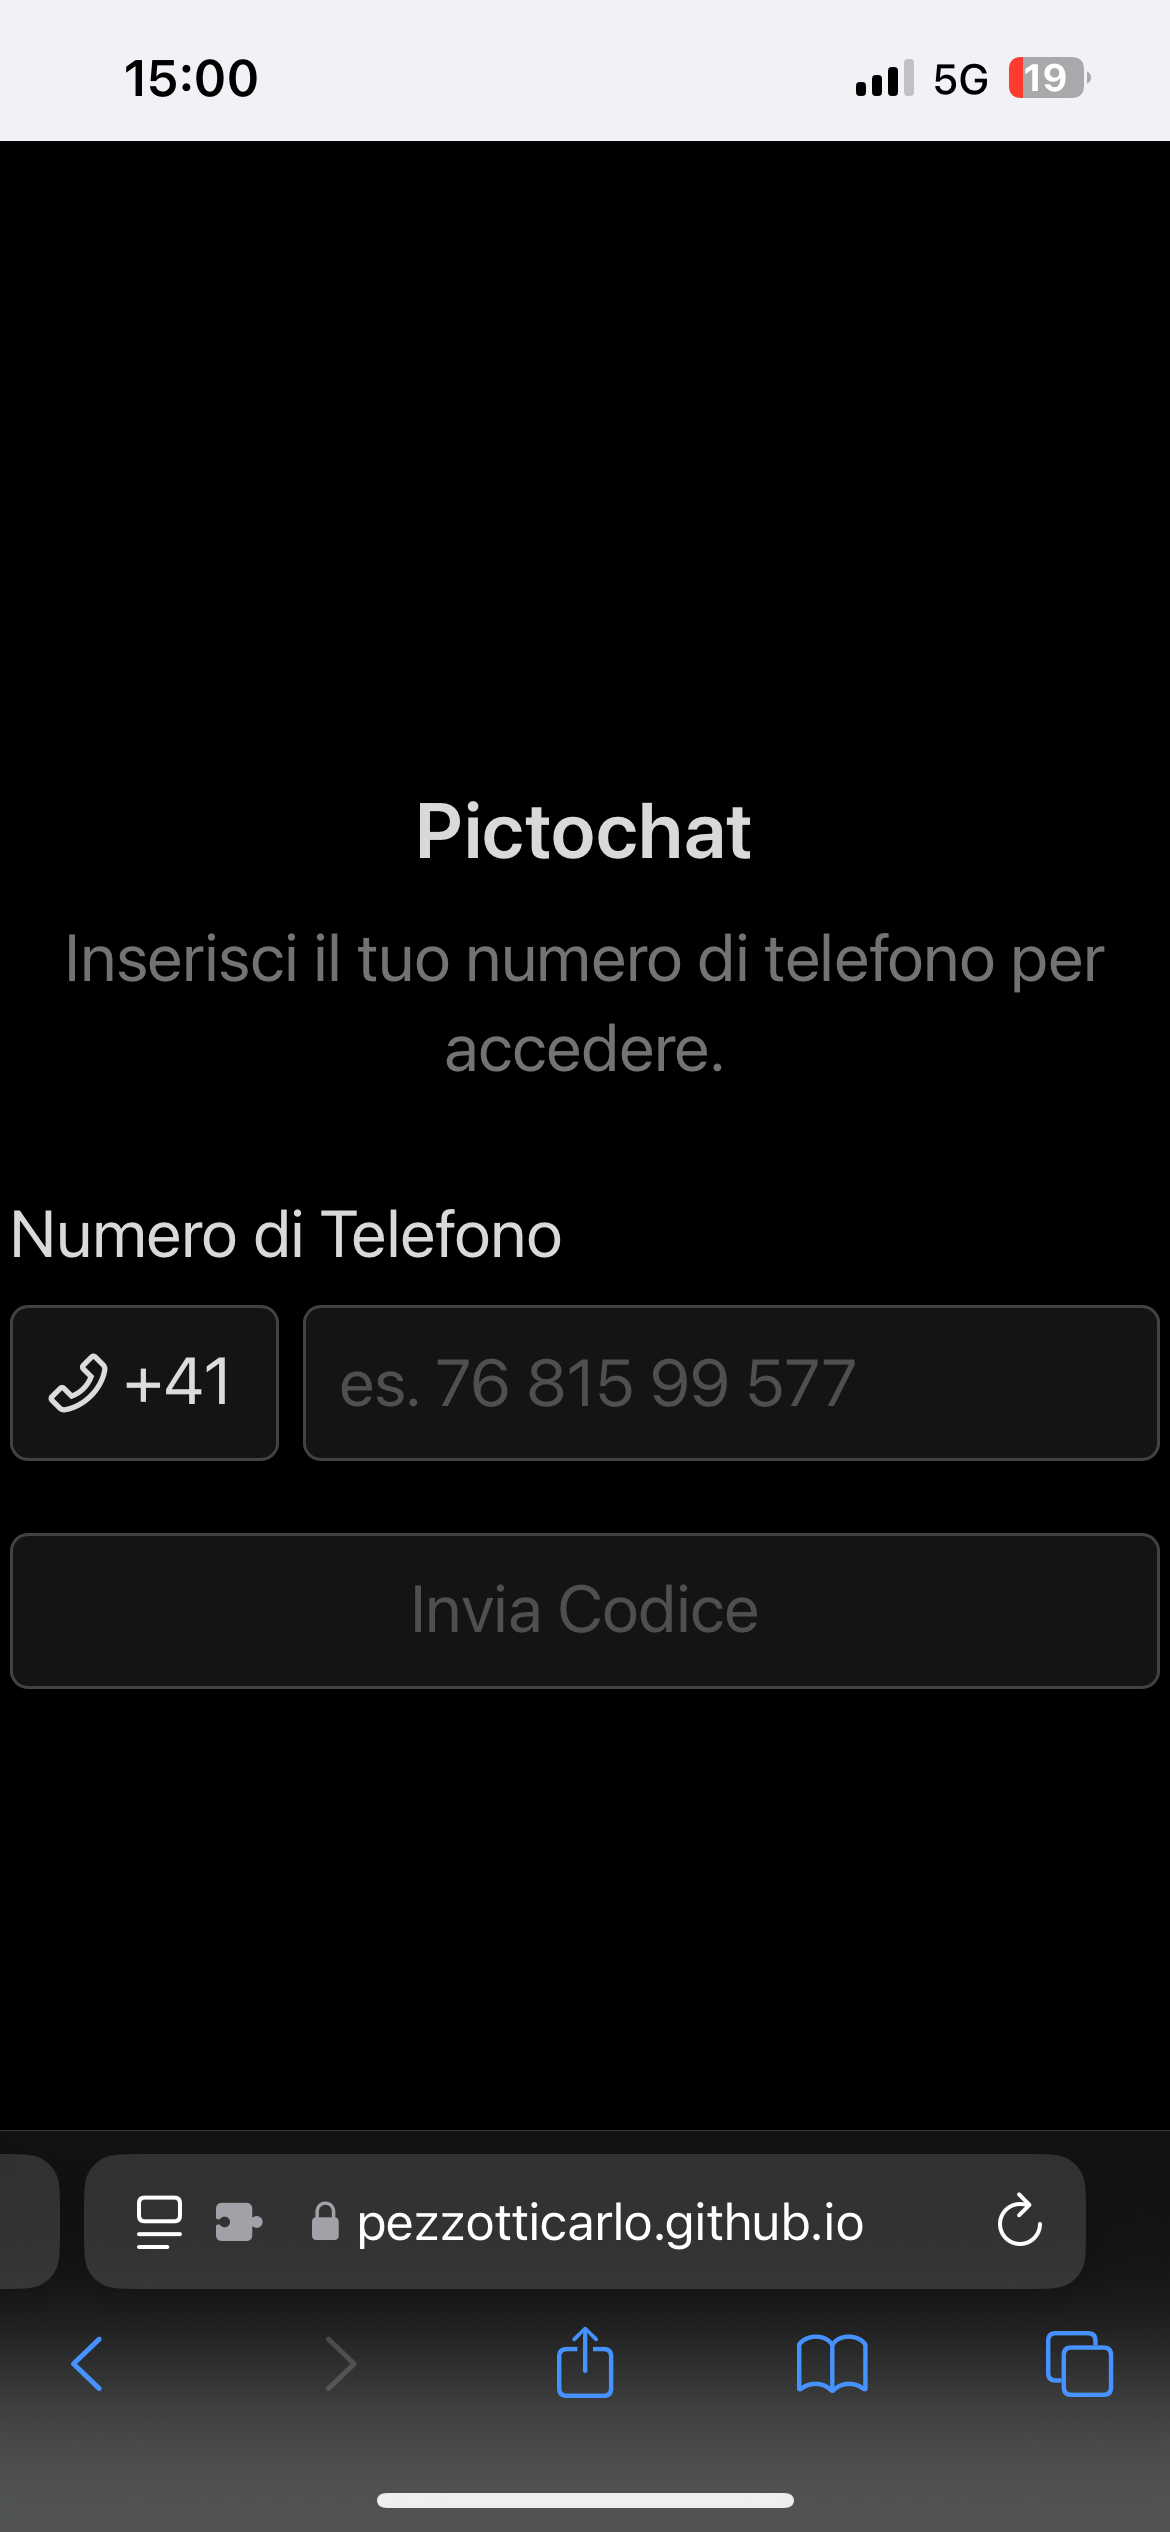 15:00
5G 19
Pictochat
Inserisci il tuo numero di telefono per
accedere.
Numero di Telefono
+41 es. 76 815 99 577
Invia Codice
pezzotticarlo.github.io